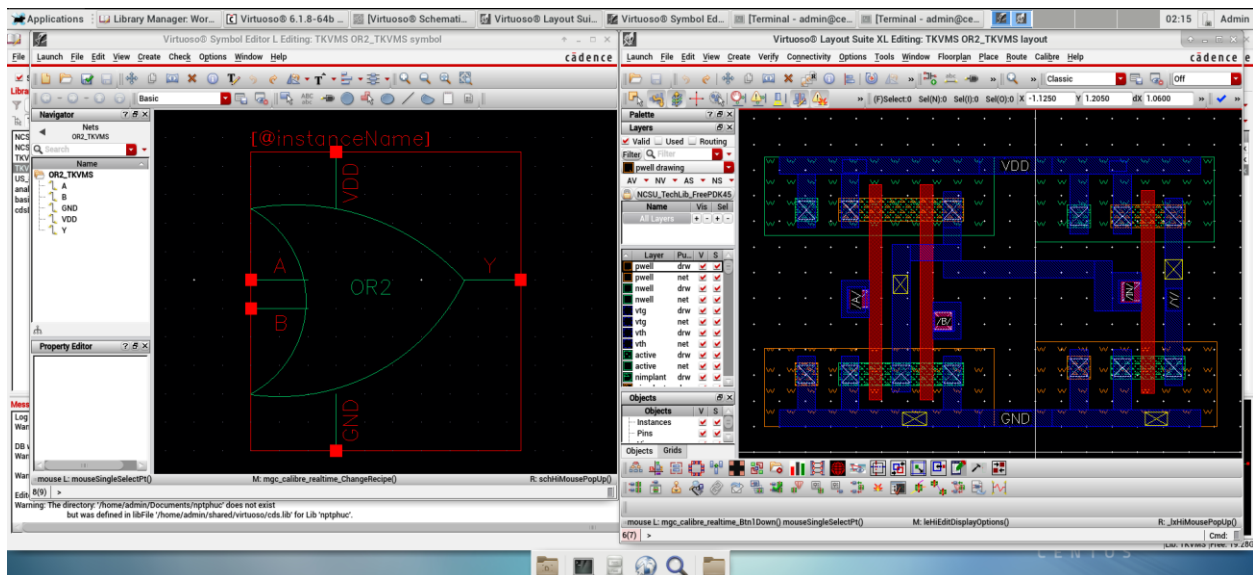 Applications
Library Manager: Wor...
Virtuoso® 6.1.8-64b ...
[Virtuoso® Schemati...
Virtuoso® Layout Sui...
Virtuoso® Symbol Ed...
[Terminal - admin@ce...
[Terminal - admin@ce...
02:15
Admin
Virtuoso® Symbol Editor L Editing: TKVMS OR2_TKVMS symbol
File
Launch File Edit View Create Check Options Window Help
cādence
Basic
Navigator
Nets
OR2_TKVMS
Search
Name
OR2_TKVMS
A
B
GND
VDD
Y
Property Editor
[@instanceName]
VDD
A
Y
OR2
B
GND
mouse L: mouseSingleSelectPt()
M: mgc_calibre_realtime_ChangeRecipe()
R: schHiMousePopUp()
8(9) >
Warning: The directory: '/home/admin/Documents/nptphuc' does not exist
but was defined in libFile '/home/admin/shared/virtuoso/cds.lib' for Lib 'nptphuc'.
Virtuoso® Layout Suite XL Editing: TKVMS OR2_TKVMS layout
Launch File Edit View Create Verify Connectivity Options Tools Window Floorplan Place Route Calibre Help
cādence
Classic
Off
(F)Select:0 Sel(N):0 Sel(I):0 Sel(O):0 X -1.1250 Y 1.2050 dX 1.0600
Palette
Layers
Valid Used Routing
Filter Filter
pwell drawing
AV NV AS NS
NCSU_TechLib_FreePDK45
Name Vis Sel
All Layers
Layer Pu... V S
pwell drw
pwell net
nwell drw
nwell net
vtg drw
vtg net
vth drw
vth net
active drw
active net
nimplant drw
Objects
Objects V S
Instances
Pins
Objects Grids
VDD
/A/
/B/
/IN/
/Y/
GND
mouse L: mgc_calibre_realtime_Btn1Down() mouseSingleSelectPt()
M: leHiEditDisplayOptions()
R: _lxHiMousePopUp()
6(7) >
Cmd: